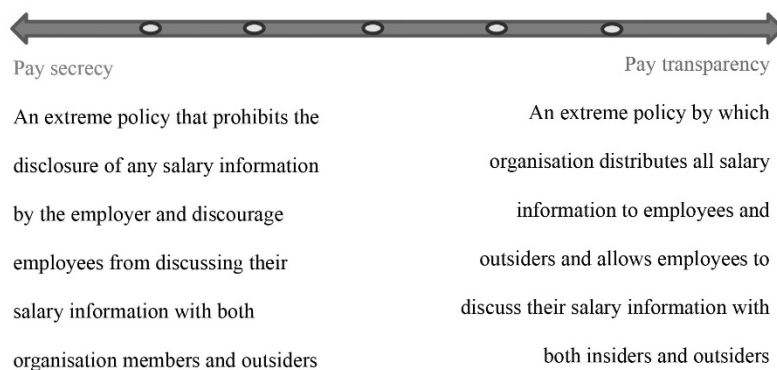 Pay secrecy
Pay transparency
An extreme policy that prohibits the
disclosure of any salary information
by the employer and discourage
employees from discussing their
salary information with both
organisation members and outsiders
An extreme policy by which
organisation distributes all salary
information to employees and
outsiders and allows employees to
discuss their salary information with
both insiders and outsiders